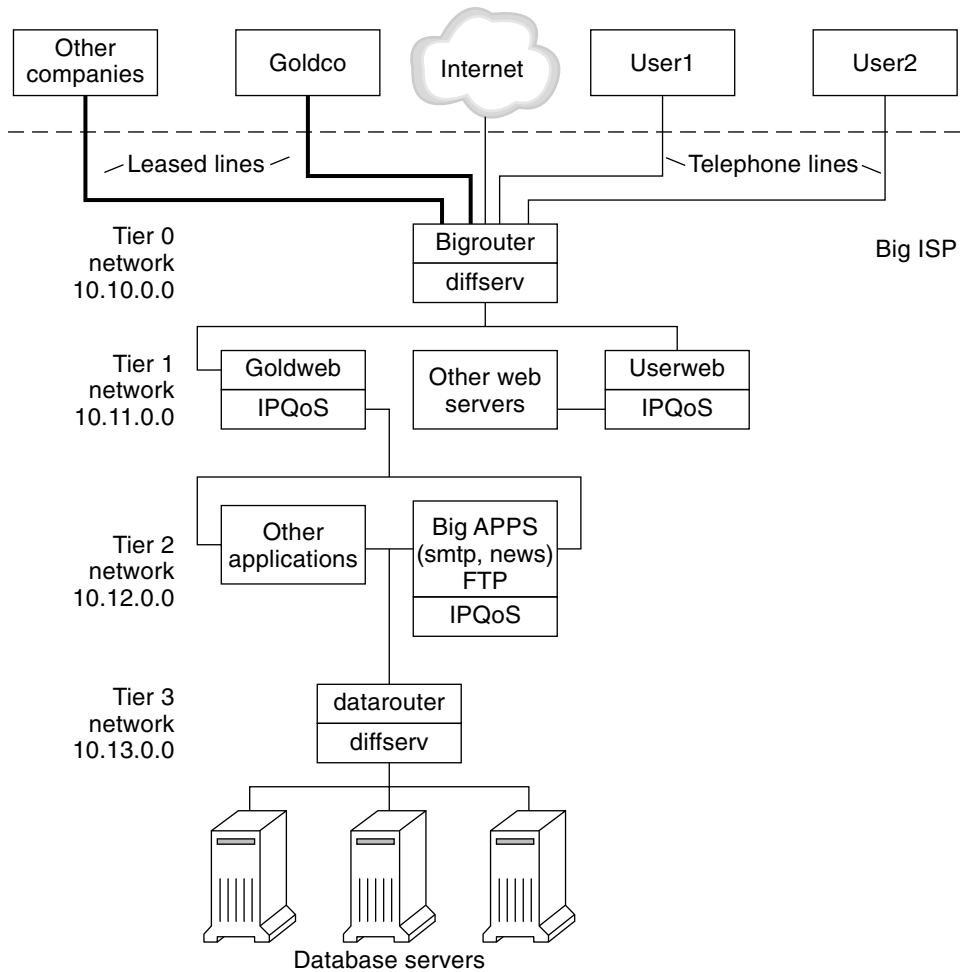 Other
companies
Goldco
Internet
User1
User2
Leased lines
Telephone lines
Tier 0
network
10.10.0.0
Bigrouter
diffserv
Big ISP
Tier 1
network
10.11.0.0
Goldweb
IPQoS
Other web
servers
Userweb
IPQoS
Tier 2
network
10.12.0.0
Other
applications
Big APPS
(smtp, news)
FTP
IPQoS
Tier 3
network
10.13.0.0
datarouter
diffserv
Database servers